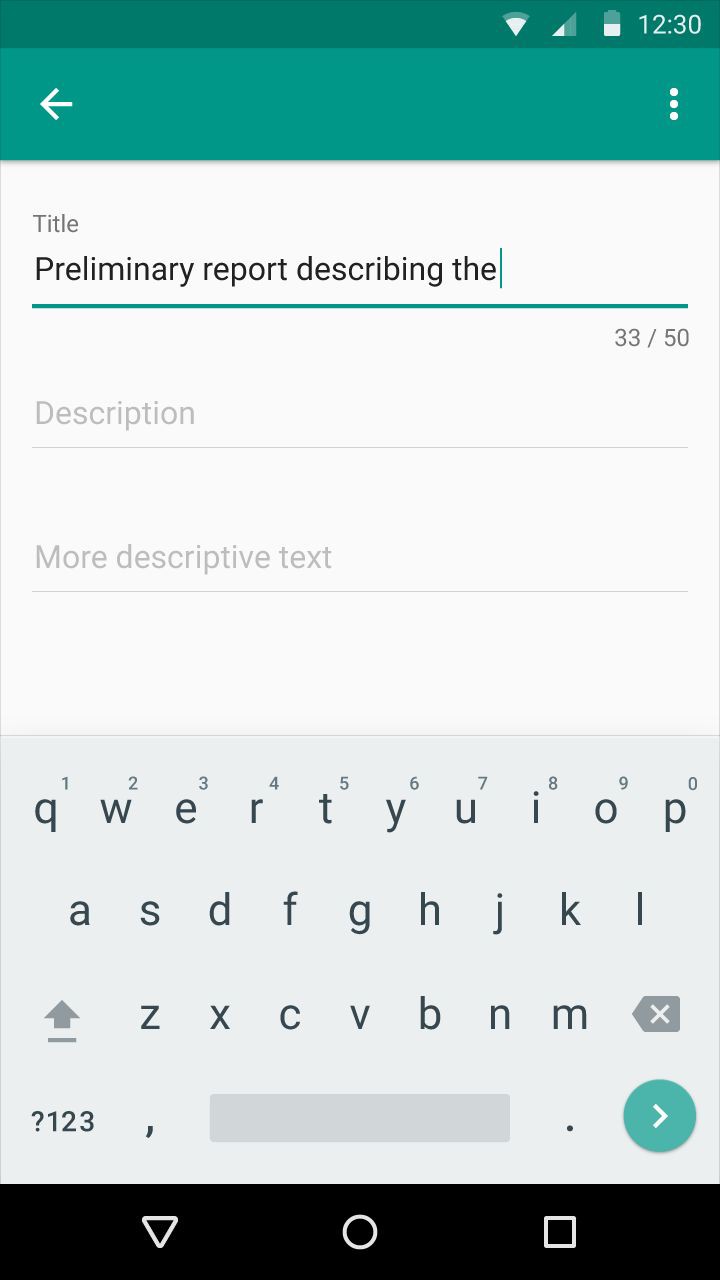 12:30
Title
Preliminary report describing the
33 / 50
Description
More descriptive text
1 2 3 4 5 6 7 8 9 0
q w e r t y u i o p
a s d f g h j k l
z x c v b n m
?123 , .